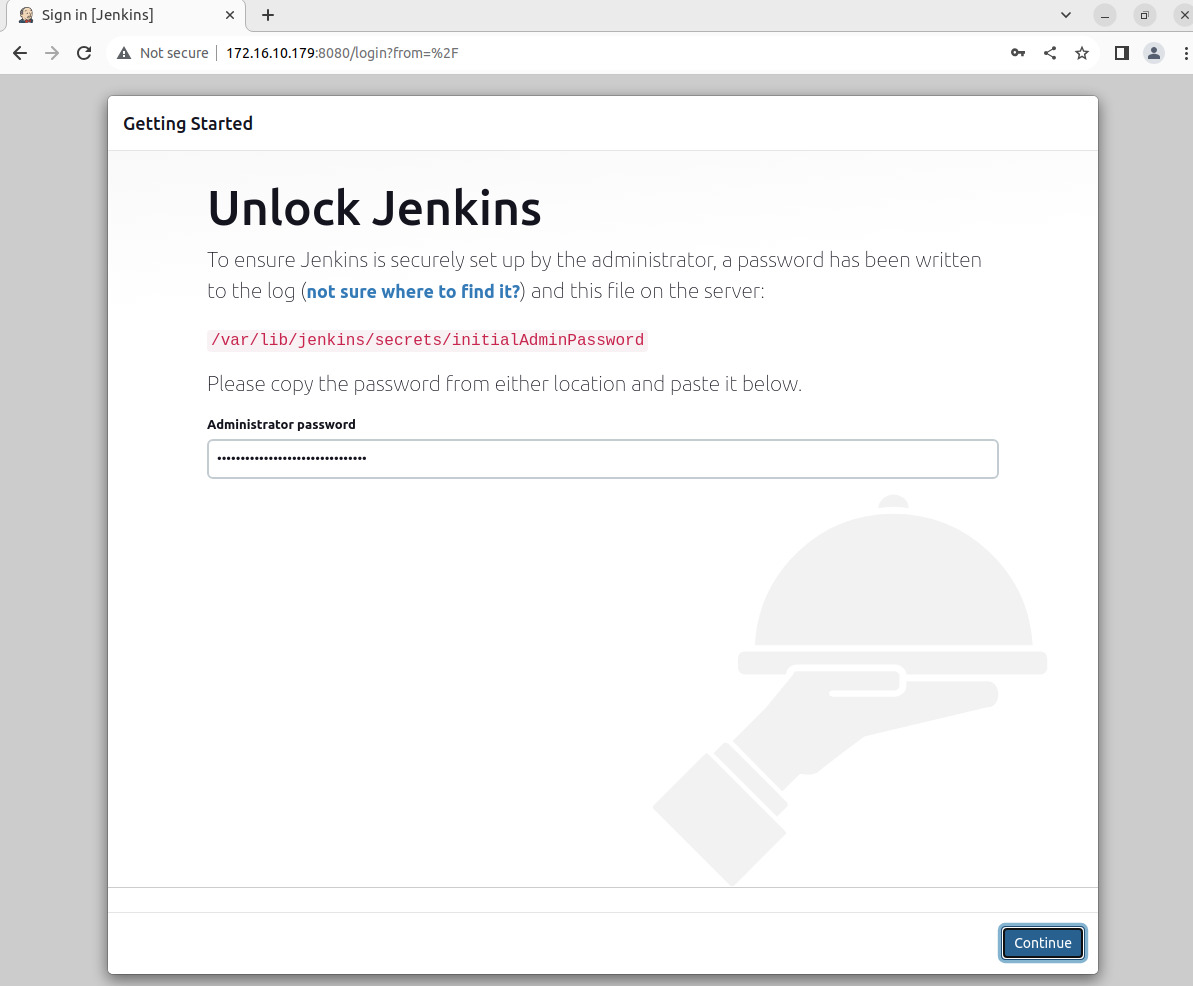 Sign in [Jenkins]
Not secure 172.16.10.179:8080/login?from=%2F
Getting Started
Unlock Jenkins
To ensure Jenkins is securely set up by the administrator, a password has been written
to the log (not sure where to find it?) and this file on the server:
/var/lib/jenkins/secrets/initialAdminPassword
Please copy the password from either location and paste it below.
Administrator password
••••••••••••••••••••••••••••••••
Continue